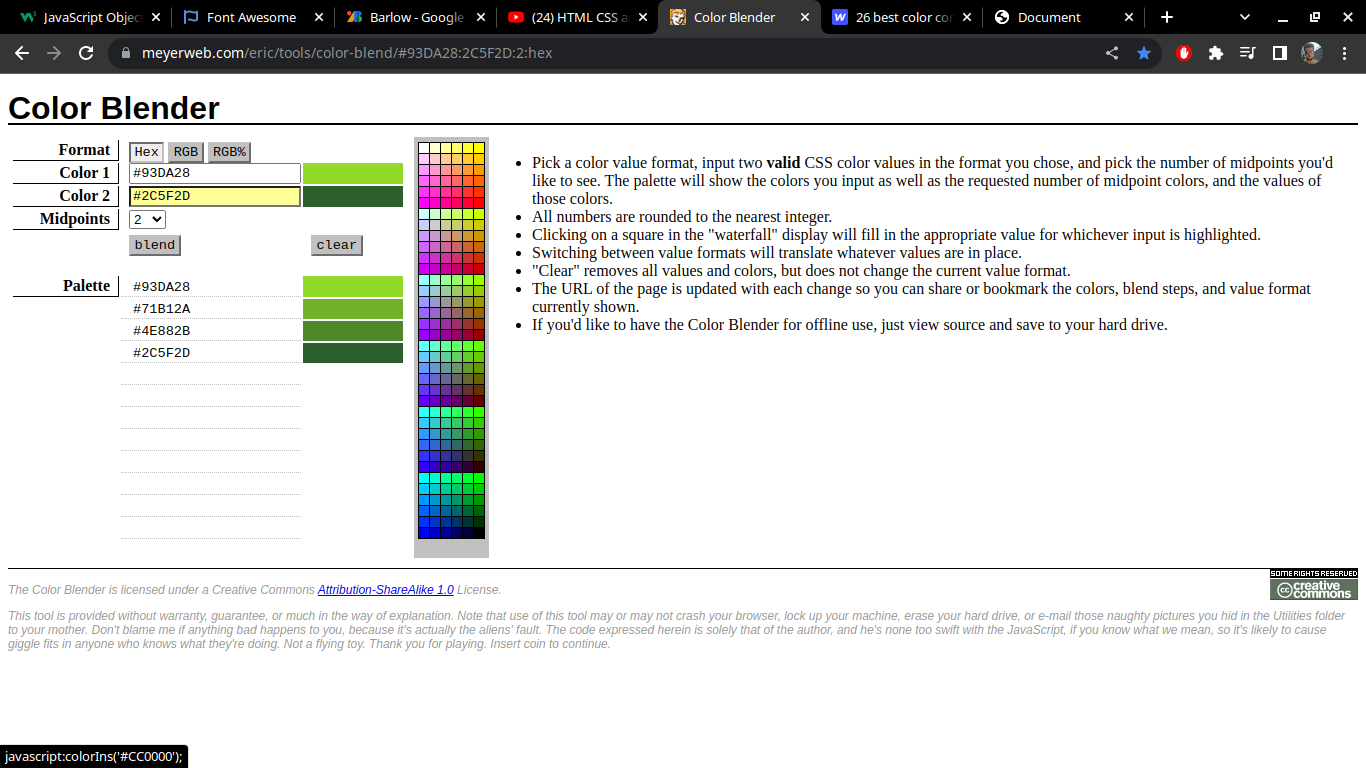 JavaScript Objec
Font Awesome
Barlow - Google
(24) HTML CSS a
Color Blender
26 best color con
Document
meyerweb.com/eric/tools/color-blend/#93DA28:2C5F2D:2:hex
Color Blender
Format Hex RGB RGB%
Color 1 #93DA28
Color 2 #2C5F2D
Midpoints 2
blend clear
Palette #93DA28
#71B12A
#4E882B
#2C5F2D
Pick a color value format, input two valid CSS color values in the format you chose, and pick the number of midpoints you'd
like to see. The palette will show the colors you input as well as the requested number of midpoint colors, and the values of
those colors.
All numbers are rounded to the nearest integer.
Clicking on a square in the "waterfall" display will fill in the appropriate value for whichever input is highlighted.
Switching between value formats will translate whatever values are in place.
"Clear" removes all values and colors, but does not change the current value format.
The URL of the page is updated with each change so you can share or bookmark the colors, blend steps, and value format
currently shown.
If you'd like to have the Color Blender for offline use, just view source and save to your hard drive.
The Color Blender is licensed under a Creative Commons Attribution-ShareAlike 1.0 License.
SOME RIGHTS RESERVED
cc creative
commons
This tool is provided without warranty, guarantee, or much in the way of explanation. Note that use of this tool may or may not crash your browser, lock up your machine, erase your hard drive, or e-mail those naughty pictures you hid in the Utilities folder
to your mother. Don't blame me if anything bad happens to you, because it's actually the aliens' fault. The code expressed herein is solely that of the author, and he's none too swift with the JavaScript, if you know what we mean, so it's likely to cause
giggle fits in anyone who knows what they're doing. Not a flying toy. Thank you for playing. Insert coin to continue.
javascript:colorIns('#CC0000');